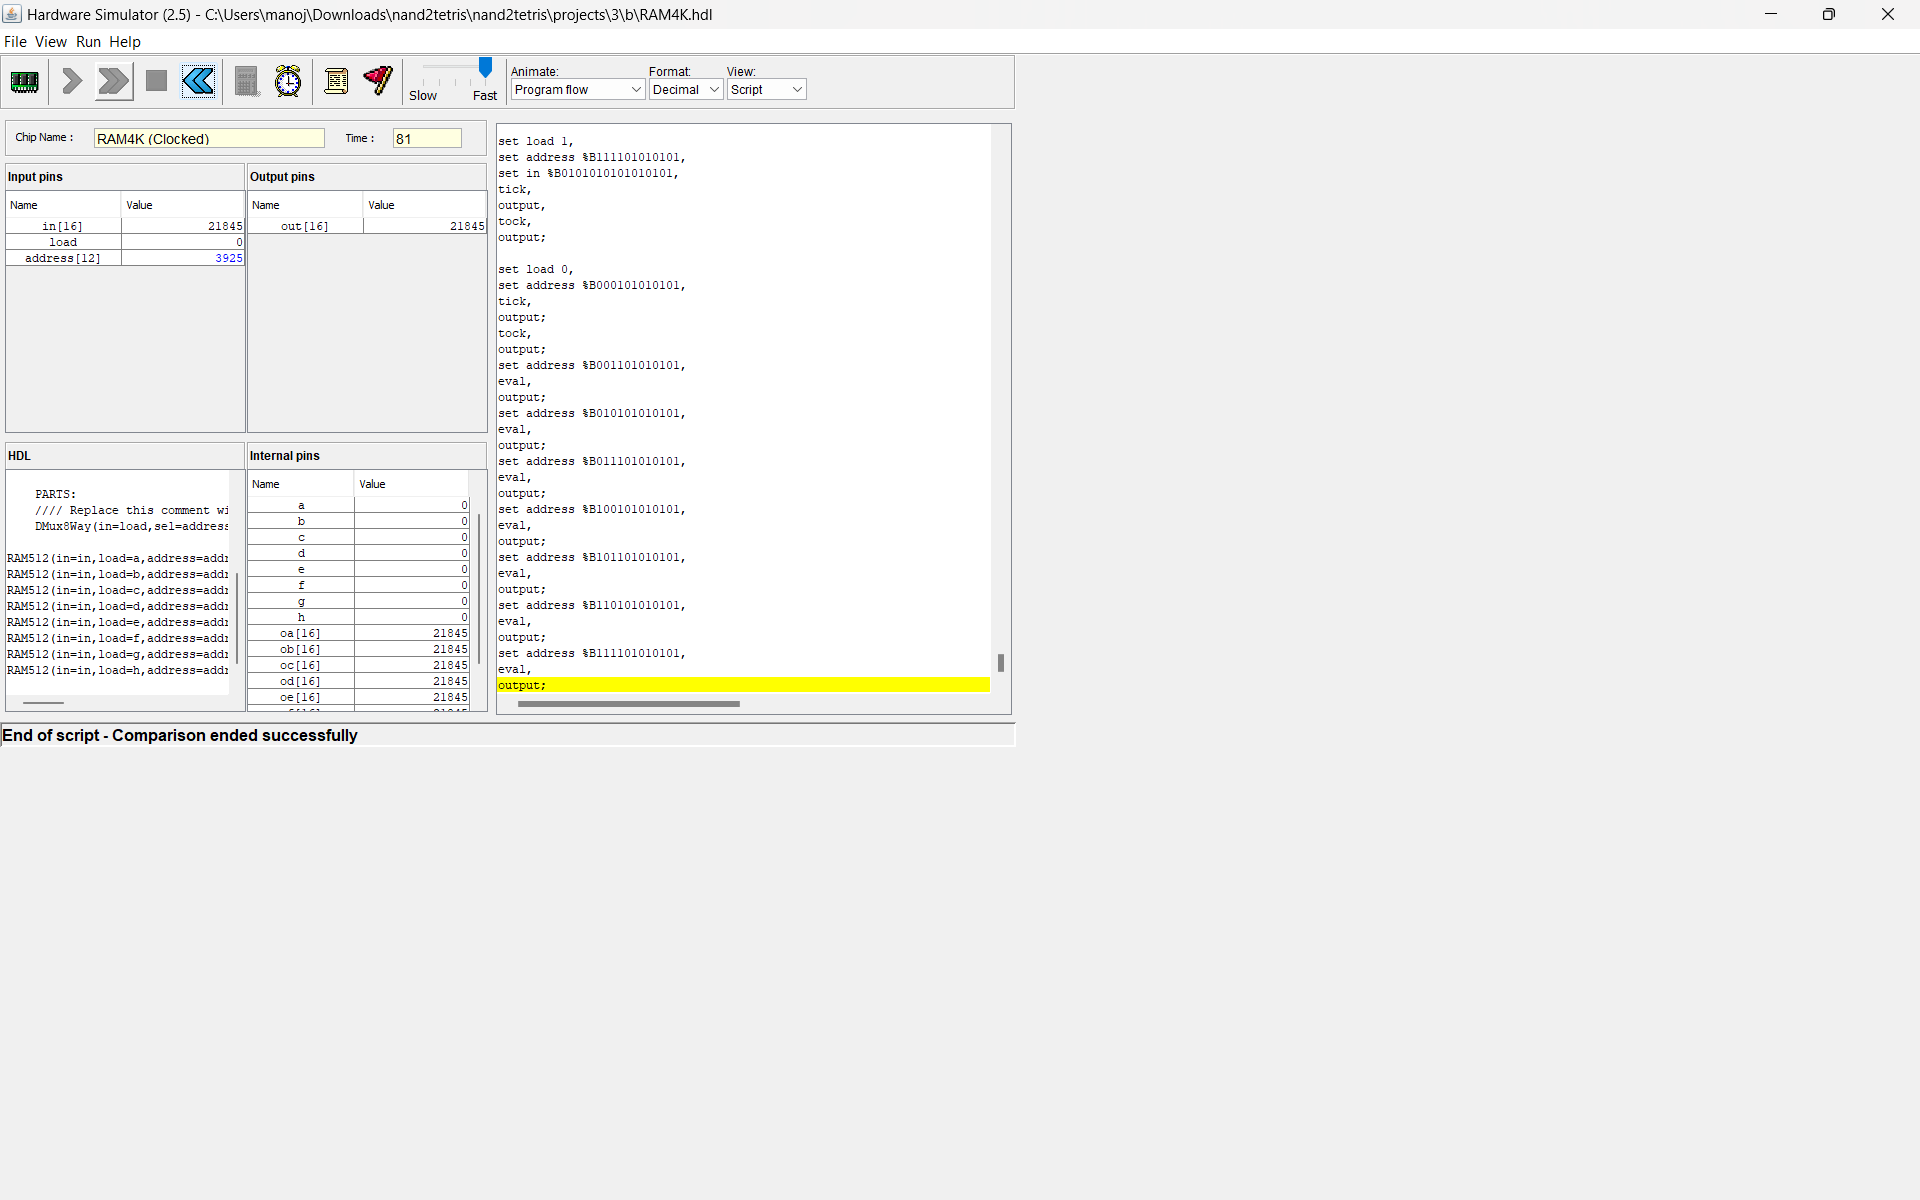 Hardware Simulator (2.5) - C:\Users\manoj\Downloads\nand2tetris\nand2tetris\projects\3\b\RAM4K.hdl
File View Run Help
Slow Fast
Animate: Format: View:
Program flow Decimal Script
Chip Name : RAM4K (Clocked) Time : 81
Input pins
Name Value
in[16] 21845
load 0
address[12] 3925
Output pins
Name Value
out[16] 21845
HDL
PARTS:
//// Replace this comment wi
DMux8Way(in=load,sel=address
RAM512(in=in,load=a,address=addr
RAM512(in=in,load=b,address=addr
RAM512(in=in,load=c,address=addr
RAM512(in=in,load=d,address=addr
RAM512(in=in,load=e,address=addr
RAM512(in=in,load=f,address=addr
RAM512(in=in,load=g,address=addr
RAM512(in=in,load=h,address=addr
Internal pins
Name Value
a 0
b 0
c 0
d 0
e 0
f 0
g 0
h 0
oa[16] 21845
ob[16] 21845
oc[16] 21845
od[16] 21845
oe[16] 21845
set load 1,
set address %B111101010101,
set in %B0101010101010101,
tick,
output,
tock,
output;
set load 0,
set address %B000101010101,
tick,
output;
tock,
output;
set address %B001101010101,
eval,
output;
set address %B010101010101,
eval,
output;
set address %B011101010101,
eval,
output;
set address %B100101010101,
eval,
output;
set address %B101101010101,
eval,
output;
set address %B110101010101,
eval,
output;
set address %B111101010101,
eval,
output;
End of script - Comparison ended successfully